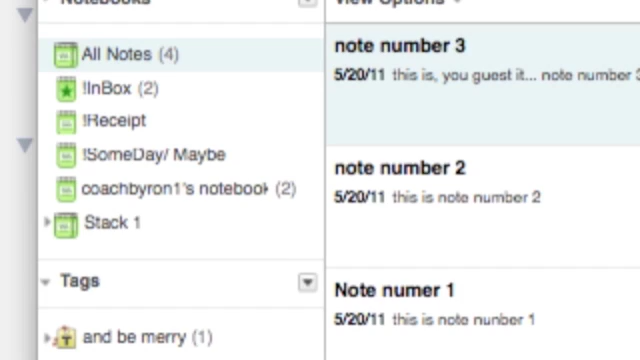 Notebooks
All Notes (4)
!InBox (2)
!Receipt
!SomeDay/ Maybe
coachbyron1's notebook (2)
Stack 1
Tags
and be merry (1)
View Options
note number 3
5/20/11 this is, you guest it... note number 3
note number 2
5/20/11 this is note number 2
Note numer 1
5/20/11 this is note nunber 1